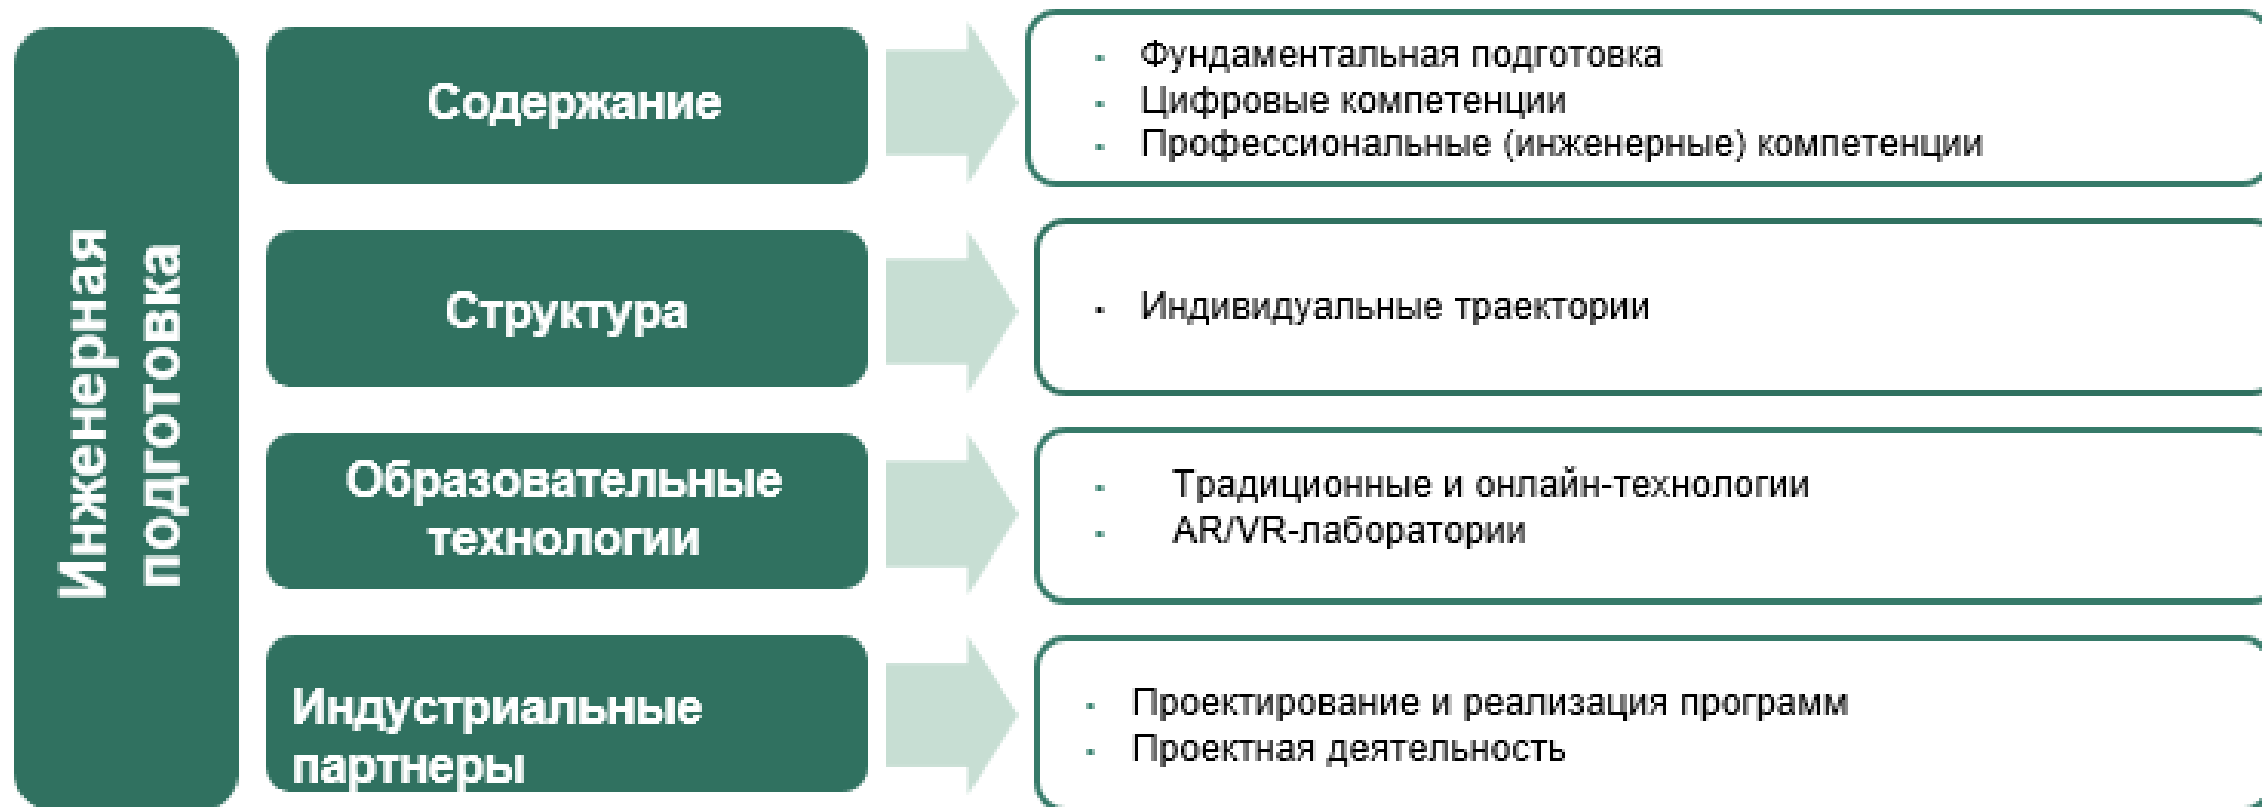 Инженерная
подготовка
Содержание
- Фундаментальная подготовка
- Цифровые компетенции
- Профессиональные (инженерные) компетенции
Структура
- Индивидуальные траектории
Образовательные
технологии
- Традиционные и онлайн-технологии
- AR/VR-лаборатории
Индустриальные
партнеры
- Проектирование и реализация программ
- Проектная деятельность